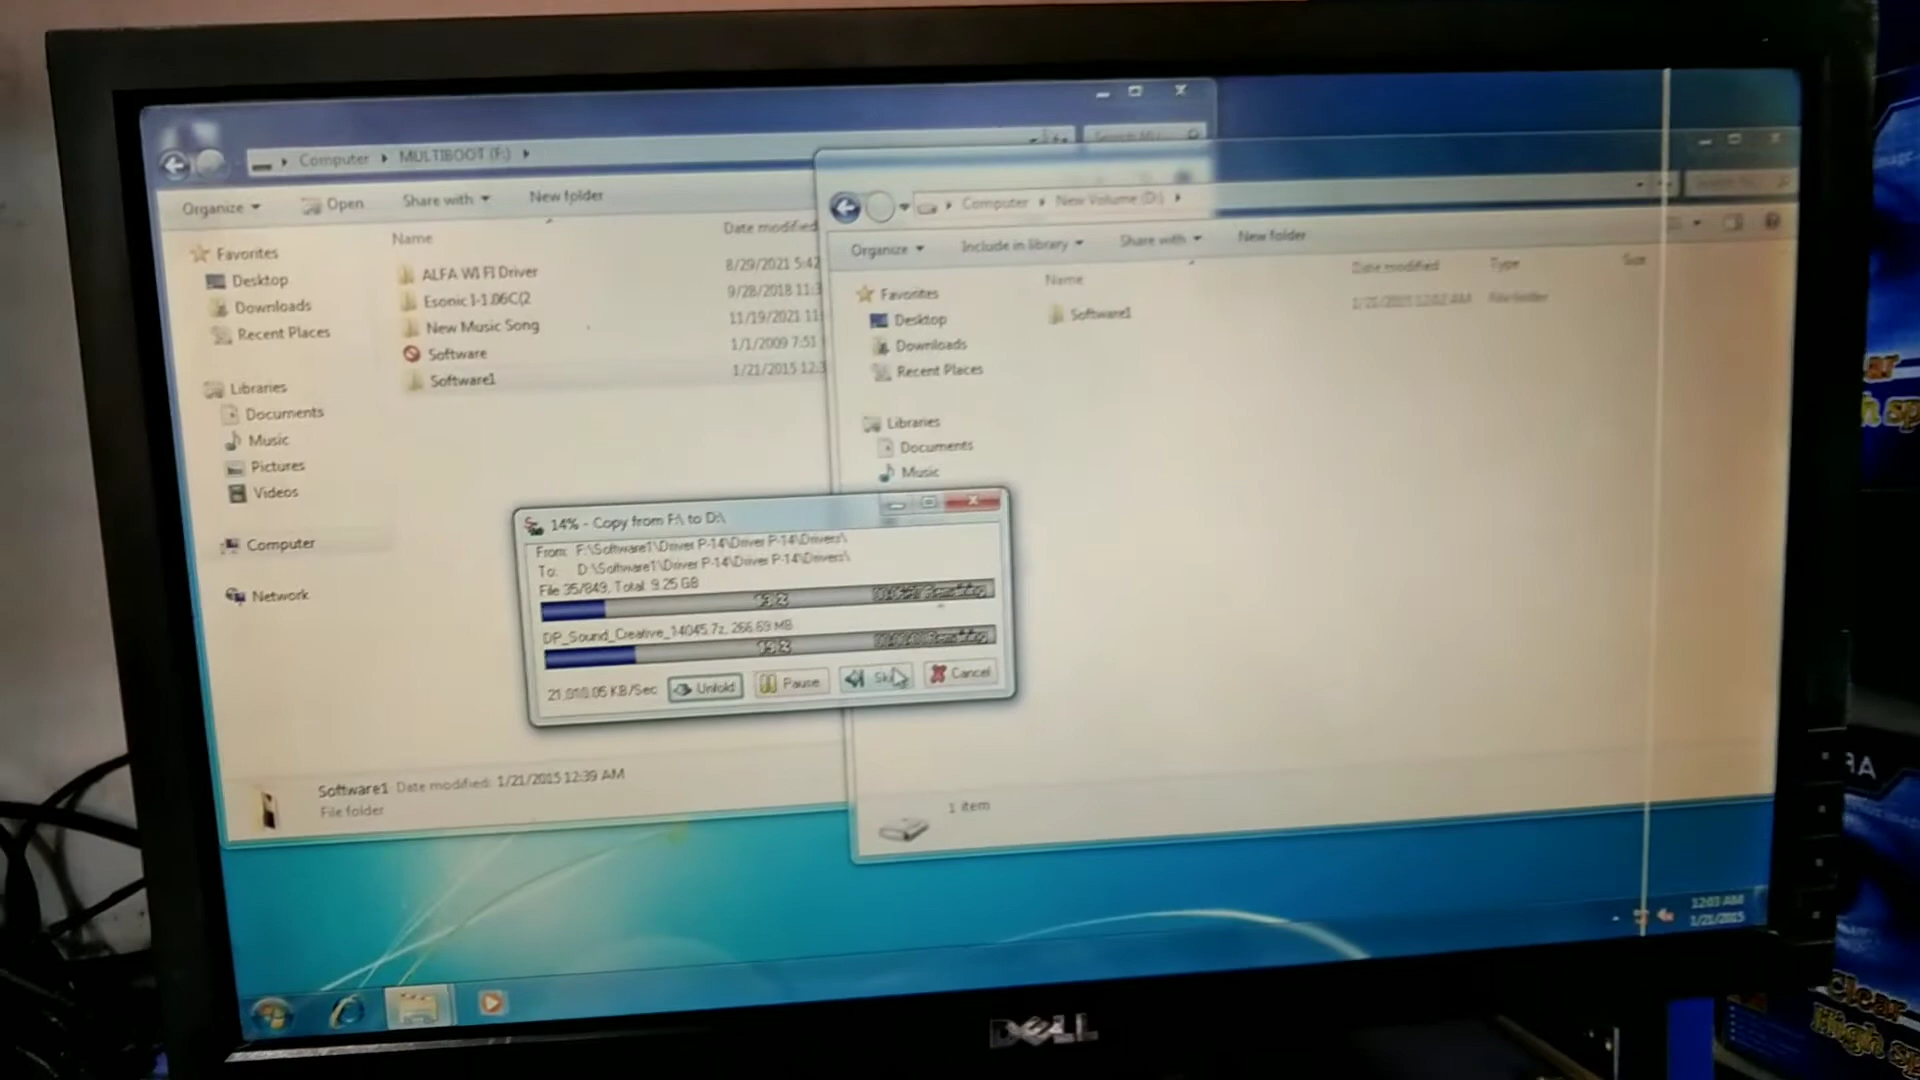 Computer MULTIBOOT (F:)
Organize Open Share with New folder
Name Date modified
Favorites
Desktop
Downloads
Recent Places
Libraries
Documents
Music
Pictures
Videos
Computer
Network
ALFA WI FI Driver 8/29/2021 5:42
Esonic I-1.06C(2 9/28/2018 11:3
New Music Song 11/19/2021 11
Software 1/1/2009 7:51
Software1 1/21/2015 12:3
Software1 Date modified: 1/21/2015 12:39 AM
File folder
Computer New Volume (D:)
Organize Include in library Share with New folder
Name Date modified Type Size
Favorites
Desktop
Downloads
Recent Places
Libraries
Documents
Music
Software1 1/21/2015 12:02 AM File folder
1 item
14% - Copy from F:\ to D:\
From: F:\Software1\Driver P-14\Driver P-14\Drivers\
To: D:\Software1\Driver P-14\Driver P-14\Drivers\
File 35/849, Total: 9.25 GB
DP_Sound_Creative_14045.7z, 266.69 MB
21,010.05 KB/Sec Unfold Pause Cancel
12:03 AM
1/21/2015
DELL
Clear